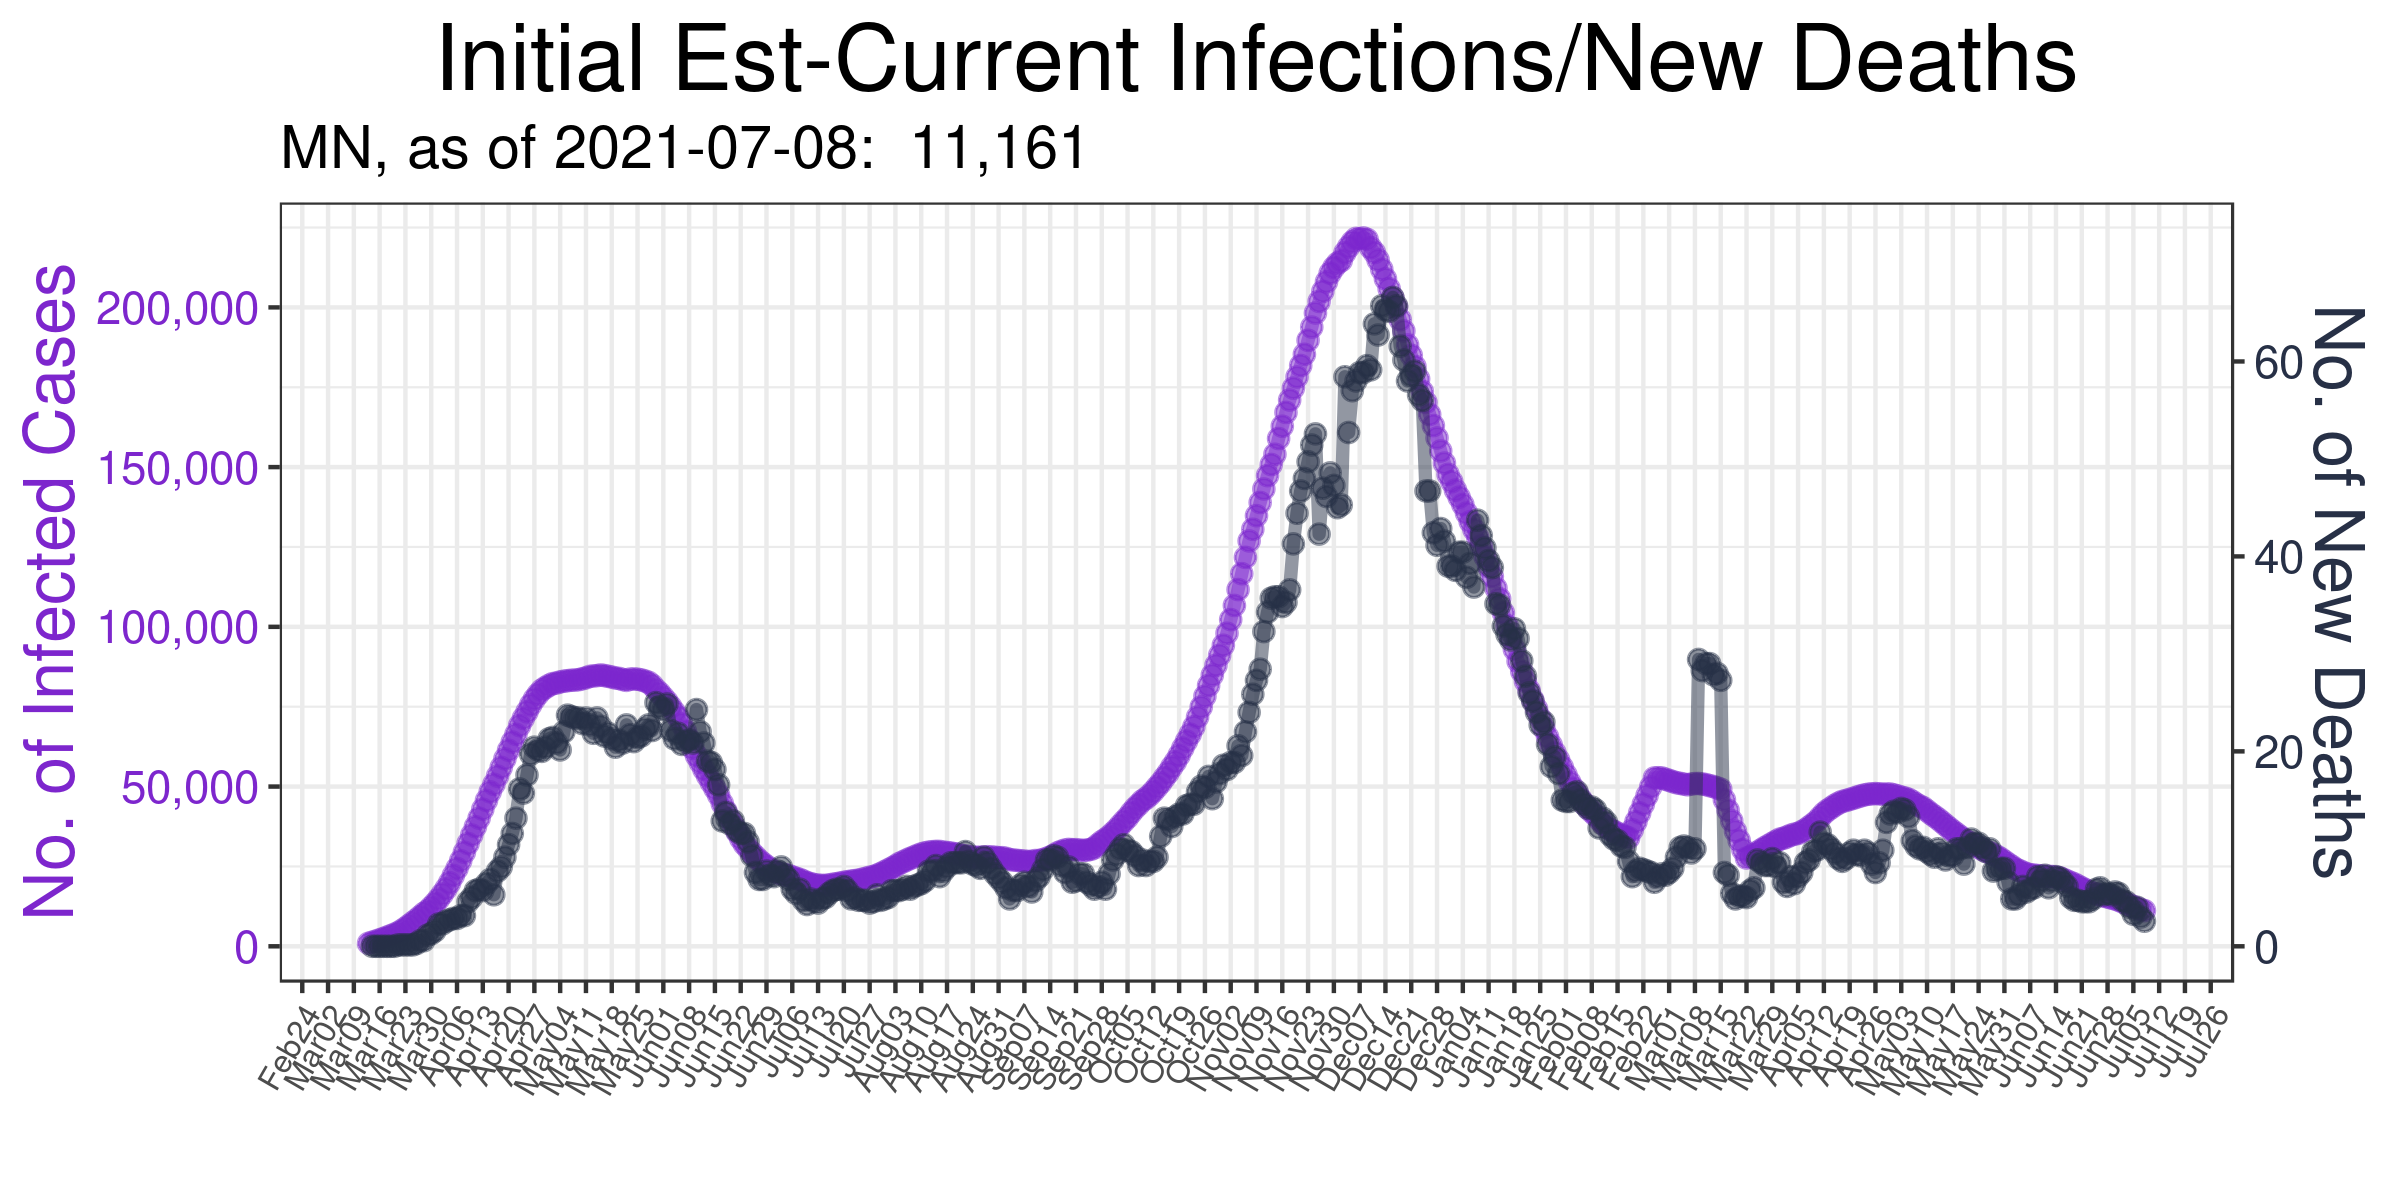 Initial Est-Current Infections/New Deaths
MN, as of 2021-07-08:  11,161
No. of Infected Cases
200,000
150,000
100,000
50,000
0
60
40
20
0
No. of New Deaths
Feb24
Mar02
Mar09
Mar16
Mar23
Mar30
Apr06
Apr13
Apr20
Apr27
May04
May11
May18
May25
Jun01
Jun08
Jun15
Jun22
Jun29
Jul06
Jul13
Jul20
Jul27
Aug03
Aug10
Aug17
Aug24
Aug31
Sep07
Sep14
Sep21
Sep28
Oct05
Oct12
Oct19
Oct26
Nov02
Nov09
Nov16
Nov23
Nov30
Dec07
Dec14
Dec21
Dec28
Jan04
Jan11
Jan18
Jan25
Feb01
Feb08
Feb15
Feb22
Mar01
Mar08
Mar15
Mar22
Mar29
Apr05
Apr12
Apr19
Apr26
May03
May10
May17
May24
May31
Jun07
Jun14
Jun21
Jun28
Jul05
Jul12
Jul19
Jul26